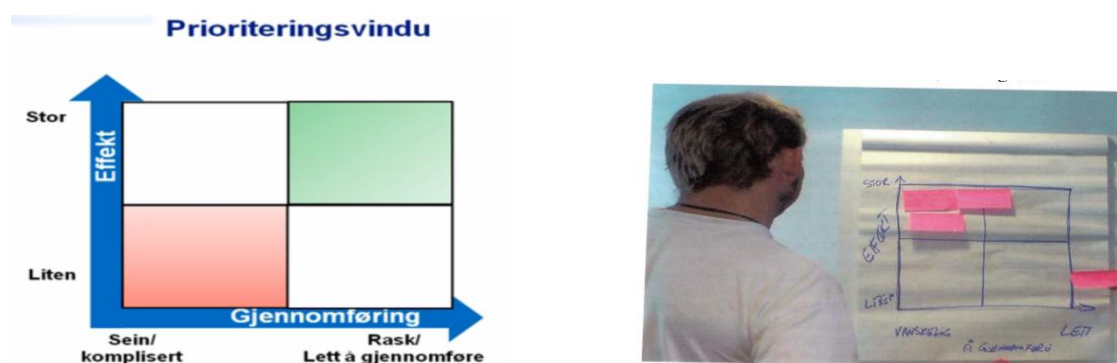 Prioriteringsvindu
Stor
Effekt
Liten
Gjennomføring
Sein/
komplisert
Rask/
Lett å gjennomføre
STOR
EFFEKT
LITEN
VANSKELIG
LETT
Å GJENNOMFØRE